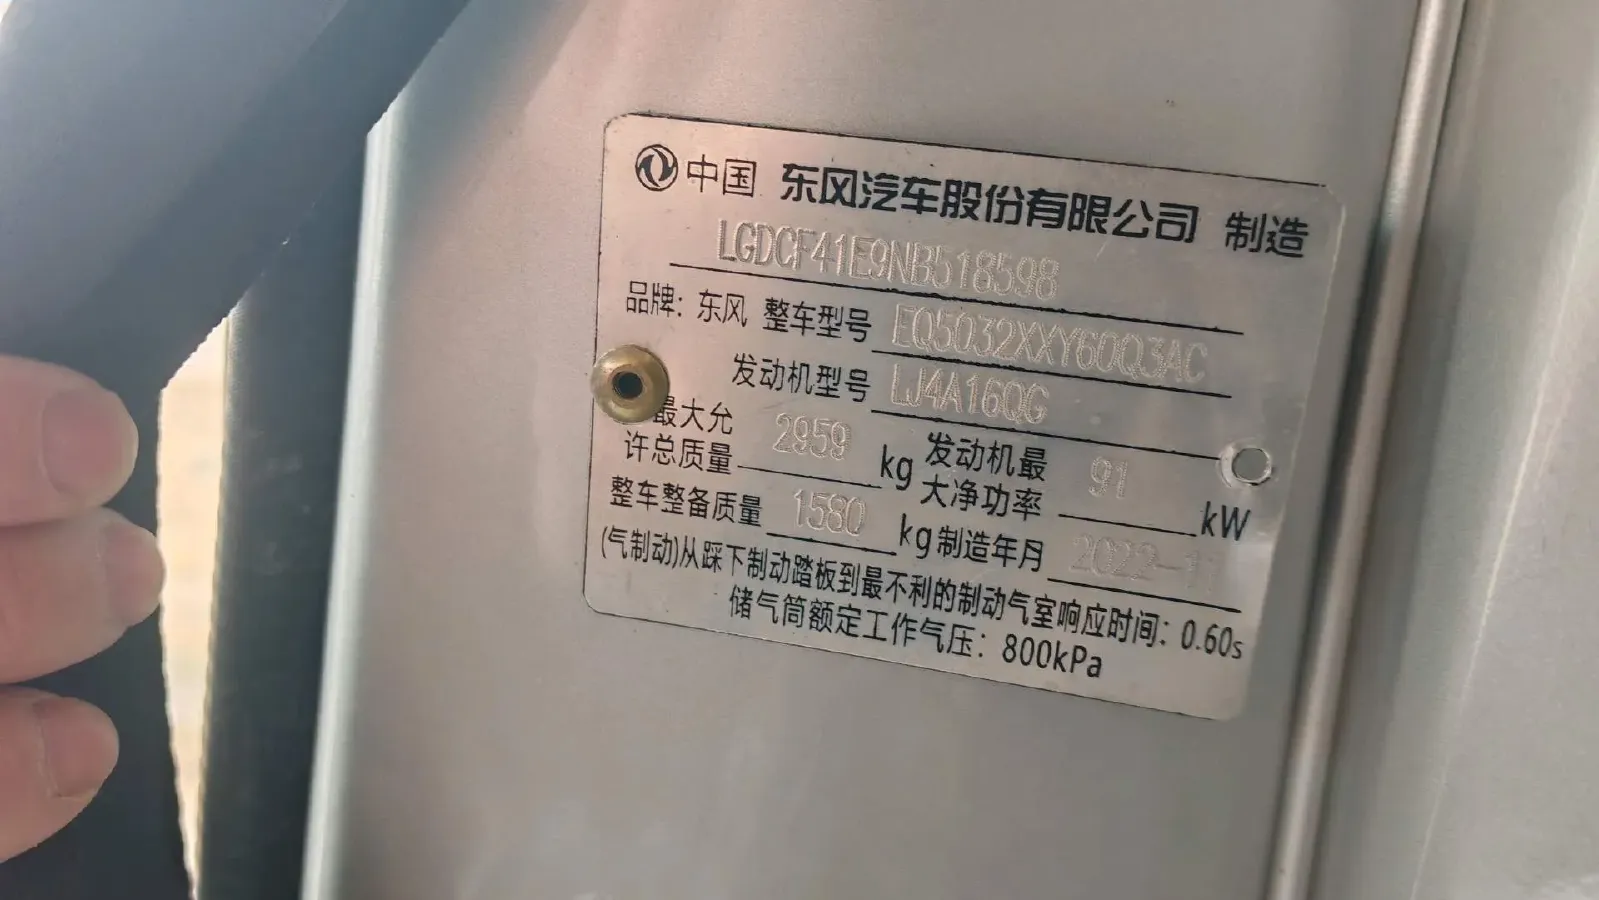 中国 东风汽车股份有限公司 制造
LGDCF41E9NB518598
品牌：东风 整车型号 EQ5032XXY60Q3AC
发动机型号 LJ4A16QG
最大允许总质量 2959 kg 发动机最大净功率 91 kW
整车整备质量 1580 kg 制造年月 2022-11
(气制动)从踩下制动踏板到最不利的制动气室响应时间：0.60s
储气筒额定工作气压：800kPa